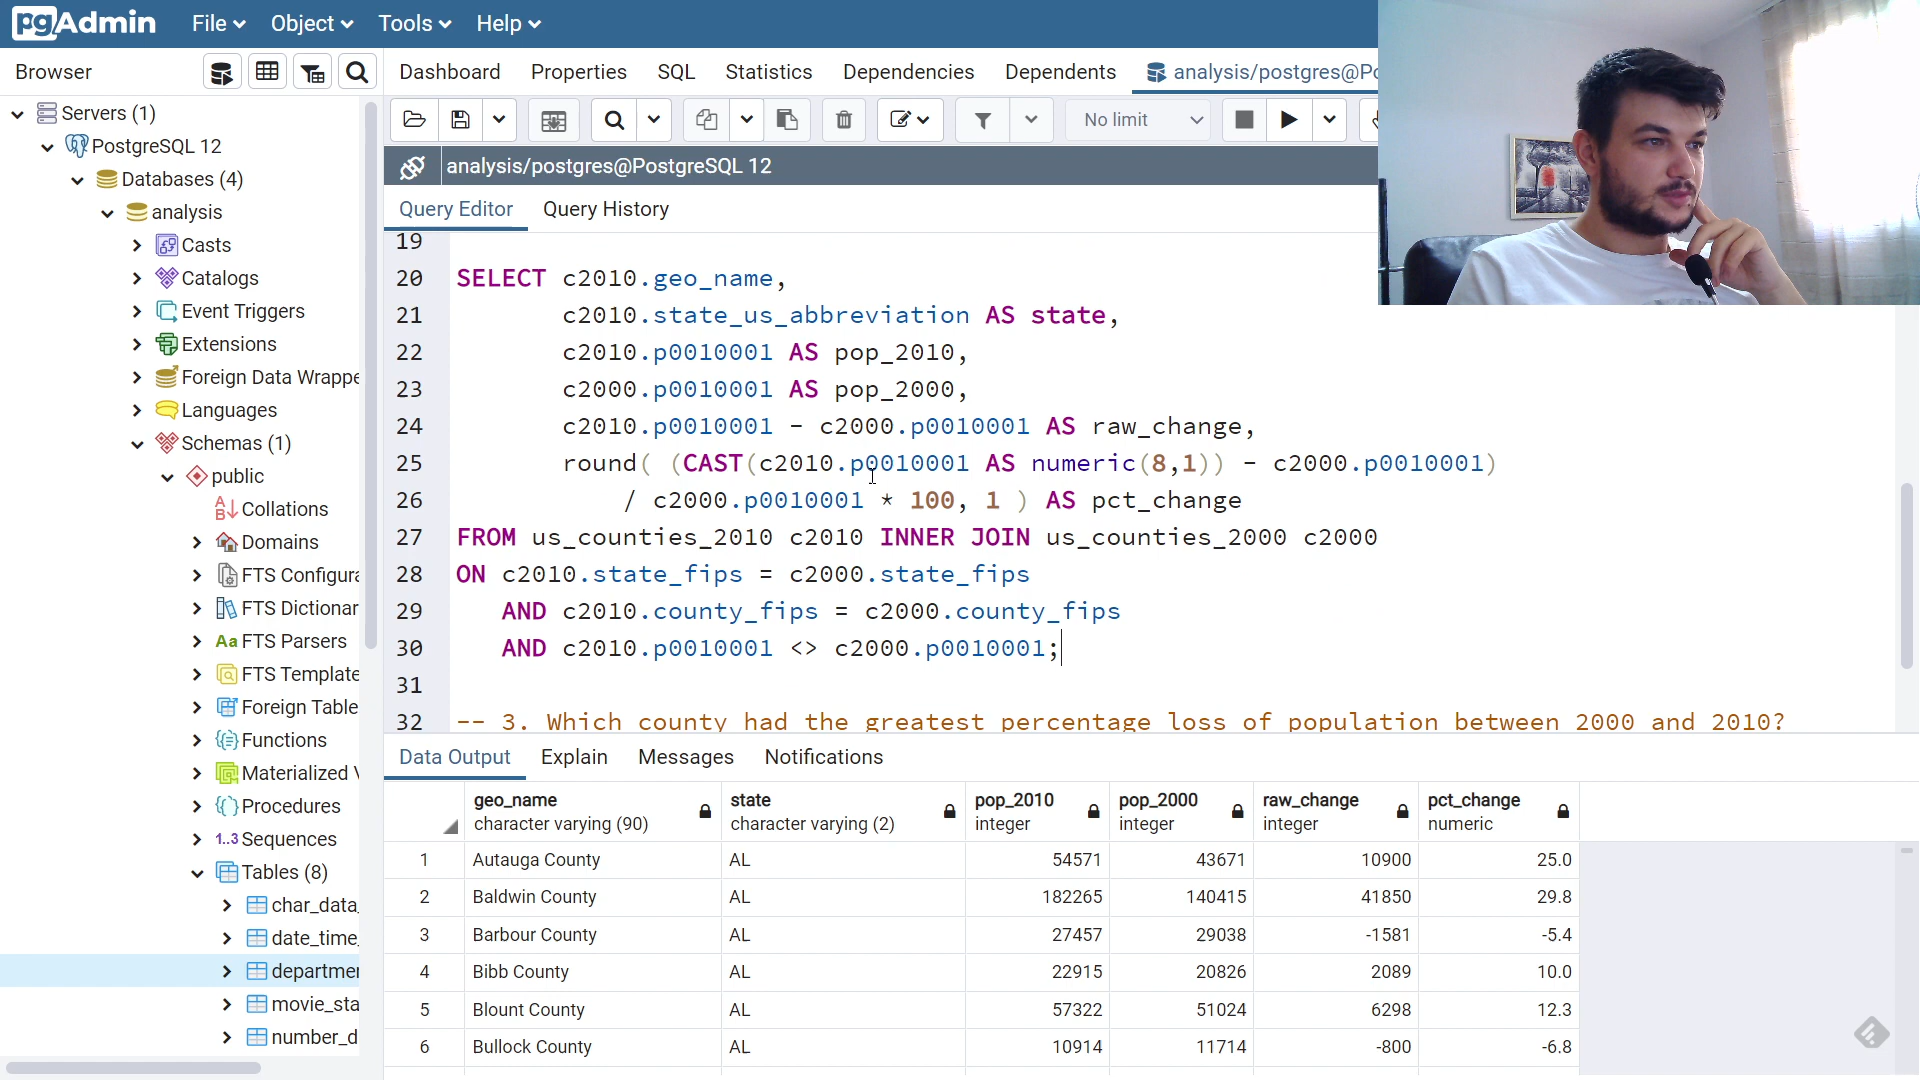 pgAdmin File Object Tools Help
Browser
Dashboard Properties SQL Statistics Dependencies Dependents analysis/postgres@Po
No limit
analysis/postgres@PostgreSQL 12
Query Editor Query History
Servers (1)
PostgreSQL 12
Databases (4)
analysis
Casts
Catalogs
Event Triggers
Extensions
Foreign Data Wrappe
Languages
Schemas (1)
public
Collations
Domains
FTS Configura
FTS Dictionar
Aa FTS Parsers
FTS Template
Foreign Table
Functions
Materialized V
Procedures
1..3 Sequences
Tables (8)
char_data_
date_time_
departmen
movie_sta
number_d
19
20 SELECT c2010.geo_name,
21 c2010.state_us_abbreviation AS state,
22 c2010.p0010001 AS pop_2010,
23 c2000.p0010001 AS pop_2000,
24 c2010.p0010001 - c2000.p0010001 AS raw_change,
25 round( (CAST(c2010.p0010001 AS numeric(8,1)) - c2000.p0010001)
26 / c2000.p0010001 * 100, 1 ) AS pct_change
27 FROM us_counties_2010 c2010 INNER JOIN us_counties_2000 c2000
28 ON c2010.state_fips = c2000.state_fips
29 AND c2010.county_fips = c2000.county_fips
30 AND c2010.p0010001 <> c2000.p0010001;
31
32 -- 3. Which county had the greatest percentage loss of population between 2000 and 2010?
Data Output Explain Messages Notifications
geo_name state pop_2010 pop_2000 raw_change pct_change
character varying (90) character varying (2) integer integer integer numeric
1 Autauga County AL 54571 43671 10900 25.0
2 Baldwin County AL 182265 140415 41850 29.8
3 Barbour County AL 27457 29038 -1581 -5.4
4 Bibb County AL 22915 20826 2089 10.0
5 Blount County AL 57322 51024 6298 12.3
6 Bullock County AL 10914 11714 -800 -6.8